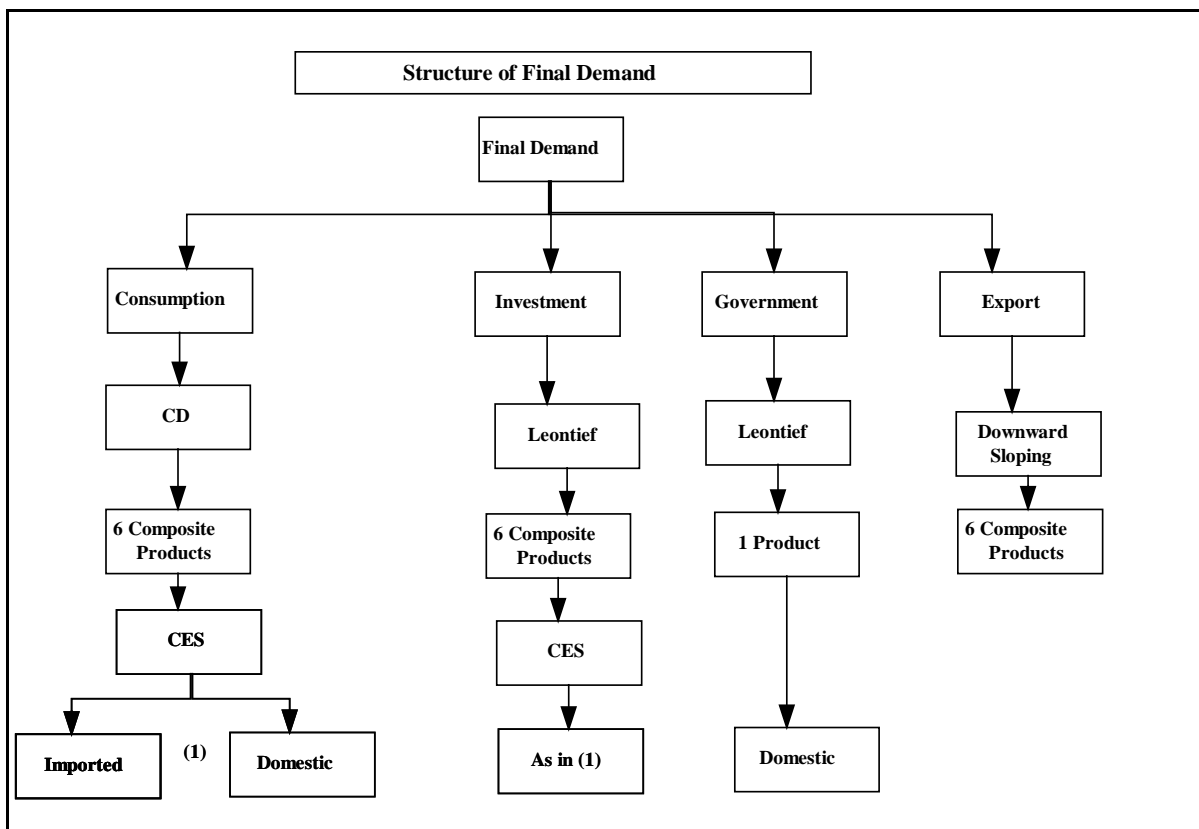 Structure of Final Demand
Final Demand
Consumption
Investment
Government
Export
CD
Leontief
Leontief
Downward
Sloping
6 Composite
Products
6 Composite
Products
1 Product
6 Composite
Products
CES
CES
Imported
(1)
Domestic
As in (1)
Domestic